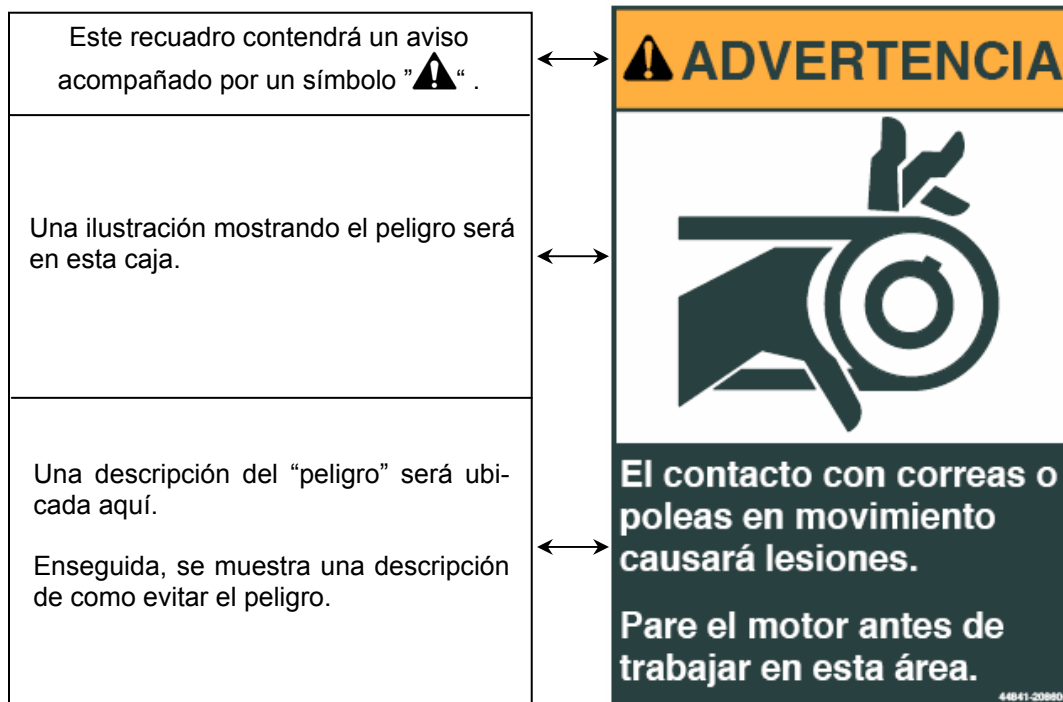 Este recuadro contendrá un aviso
acompañado por un símbolo "⚠“ .
Una ilustración mostrando el peligro será
en esta caja.
Una descripción del “peligro” será ubi-
cada aquí.
Enseguida, se muestra una descripción
de como evitar el peligro.
⚠ ADVERTENCIA
El contacto con correas o
poleas en movimiento
causará lesiones.
Pare el motor antes de
trabajar en esta área.